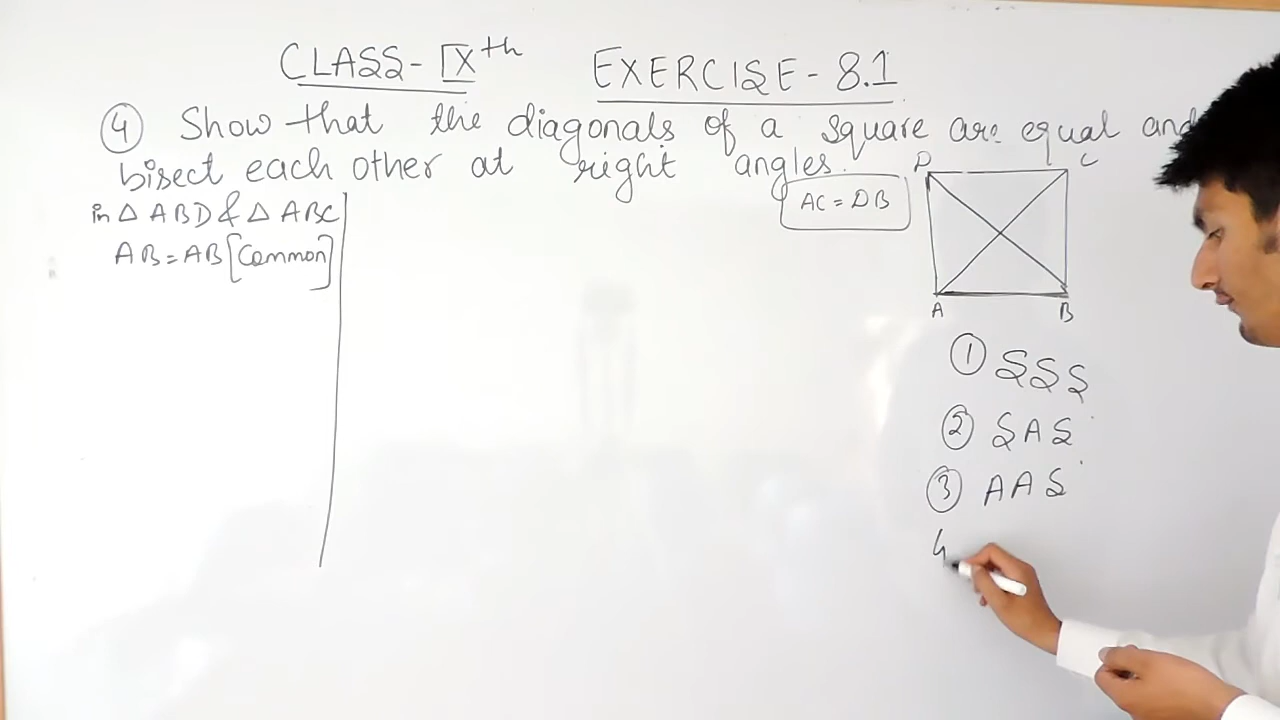 CLASS-IXth EXERCISE-8.1
4 Show that the diagonals of a square are equal and
bisect each other at right angles.
in △ ABD & △ ABC
AB=AB [Common]
AC=DB
D C
A B
1 SSS
2 SAS
3 AAS
4